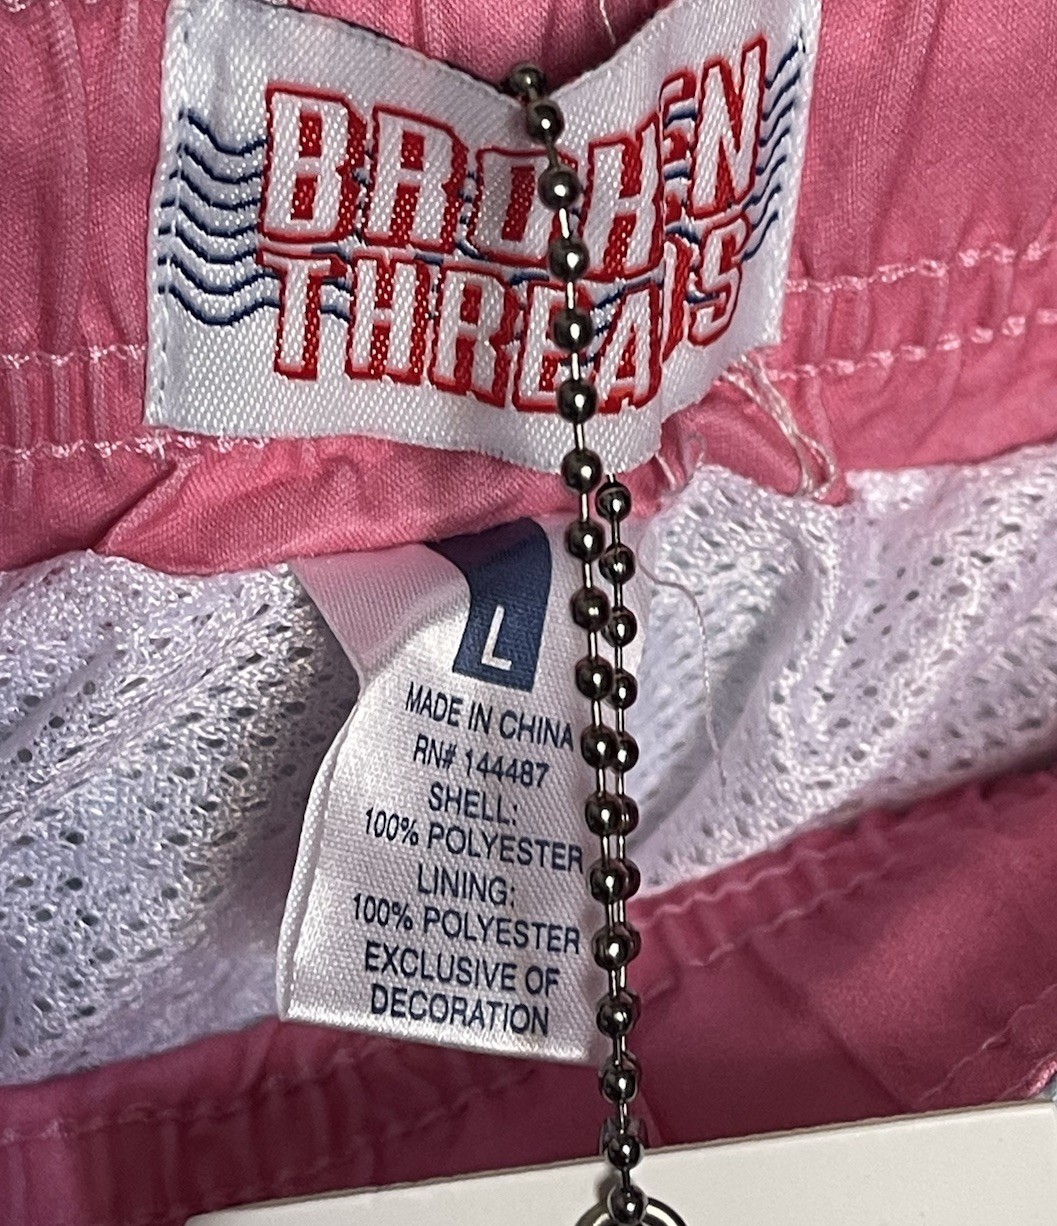 BROKEN
THREADS
L
MADE IN CHINA
RN# 144487
SHELL:
100% POLYESTER
LINING:
100% POLYESTER
EXCLUSIVE OF
DECORATION